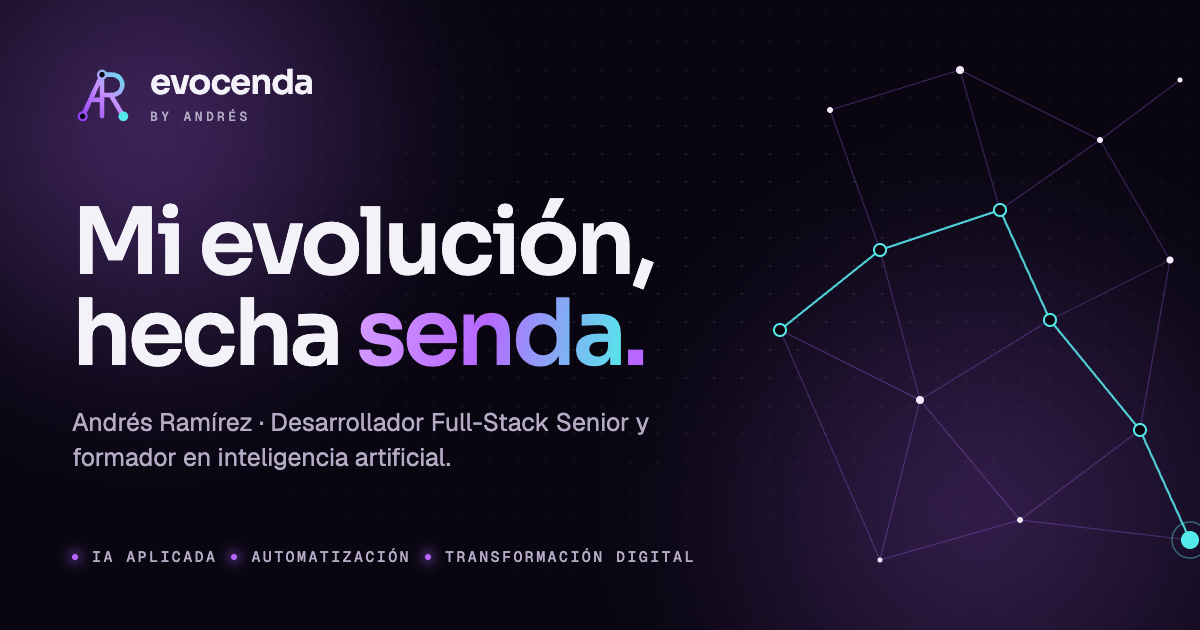 AR
evocenda
BY ANDRÉS
Mi evolución,
hecha senda.
Andrés Ramírez · Desarrollador Full-Stack Senior y
formador en inteligencia artificial.
IA APLICADA • AUTOMATIZACIÓN • TRANSFORMACIÓN DIGITAL